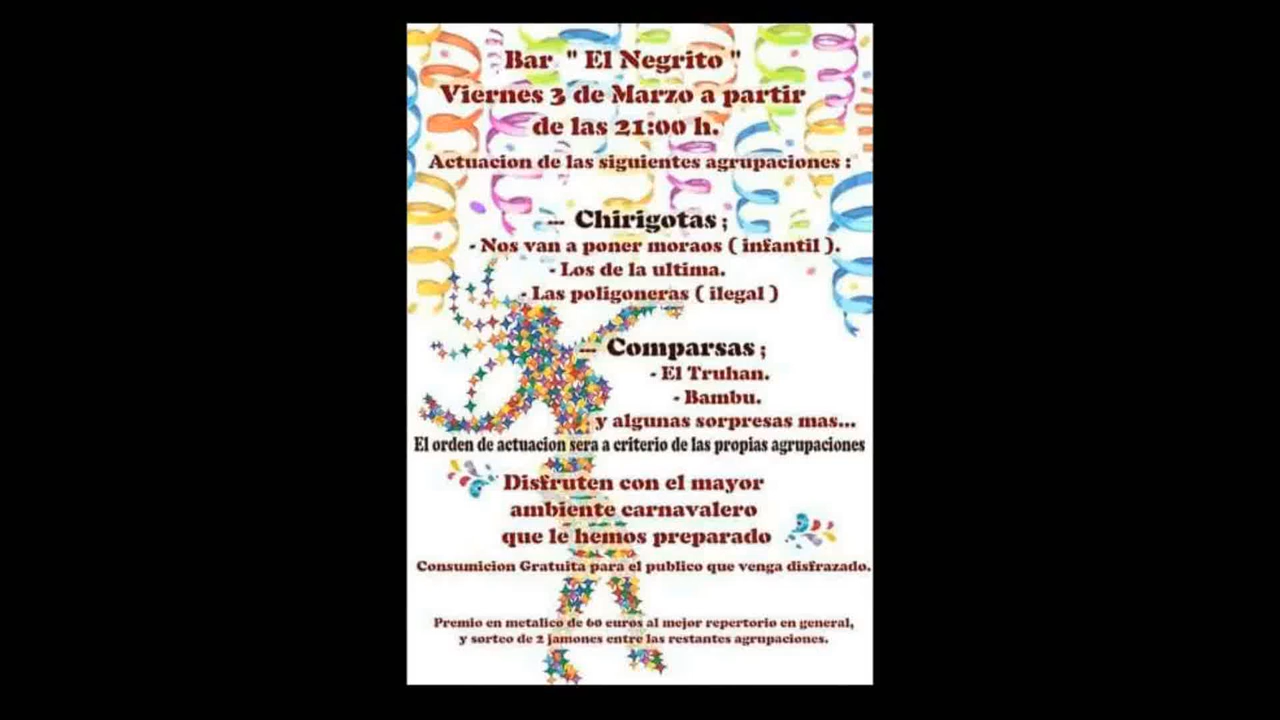 Bar " El Negrito "
Viernes 3 de Marzo a partir
de las 21:00 h.
Actuacion de las siguientes agrupaciones :
--- Chirigotas ;
- Nos van a poner moraos ( infantil ).
- Los de la ultima.
- Las poligoneras ( ilegal )
--- Comparsas ;
- El Truhan.
- Bambu.
y algunas sorpresas mas...
El orden de actuacion sera a criterio de las propias agrupaciones
Disfruten con el mayor
ambiente carnavalero
que le hemos preparado
Consumicion Gratuita para el publico que venga disfrazado.
Premio en metalico de 60 euros al mejor repertorio en general,
y sorteo de 2 jamones entre las restantes agrupaciones.